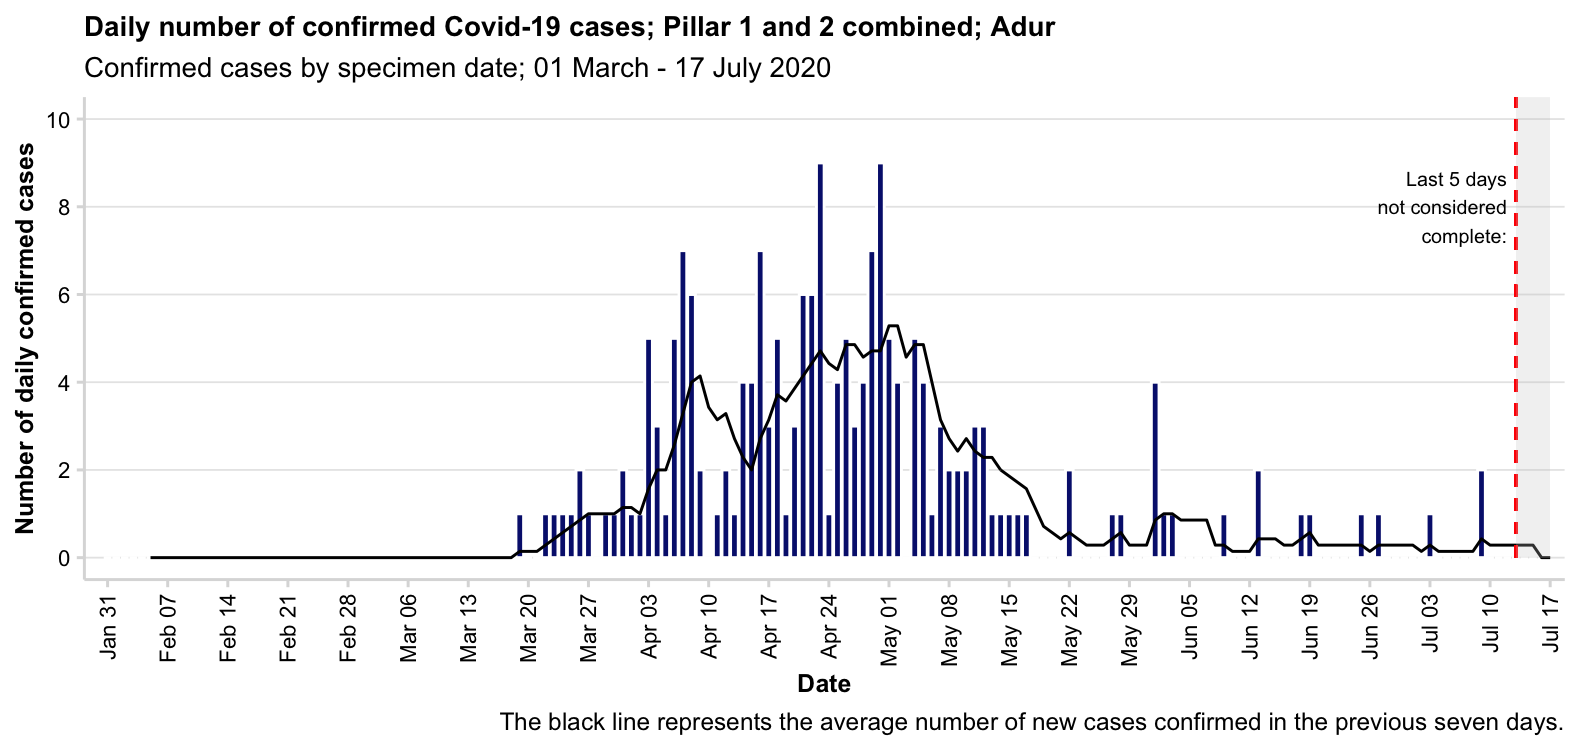 Daily number of confirmed Covid-19 cases; Pillar 1 and 2 combined; Adur
Confirmed cases by specimen date; 01 March - 17 July 2020
Number of daily confirmed cases
10
8
6
4
2
0
Last 5 days
not considered
complete:
Jan 31
Feb 07
Feb 14
Feb 21
Feb 28
Mar 06
Mar 13
Mar 20
Mar 27
Apr 03
Apr 10
Apr 17
Apr 24
May 01
May 08
May 15
May 22
May 29
Jun 05
Jun 12
Jun 19
Jun 26
Jul 03
Jul 10
Jul 17
Date
The black line represents the average number of new cases confirmed in the previous seven days.